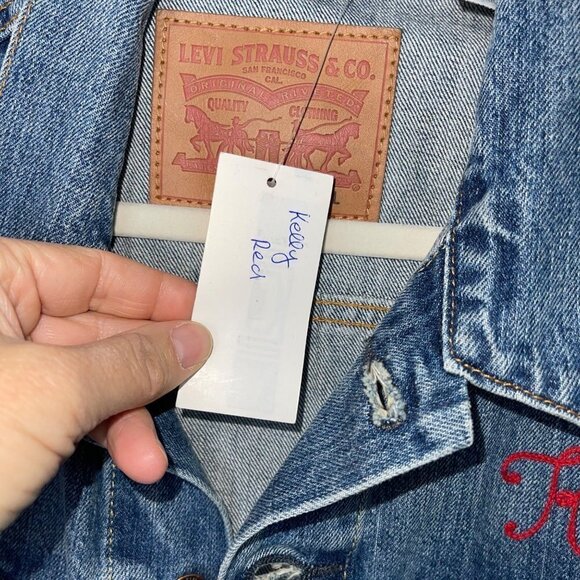 LEVI STRAUSS & CO.
SAN FRANCISCO
CAL.
ORIGINAL RIVETED
QUALITY CLOTHING
Kelly
Red